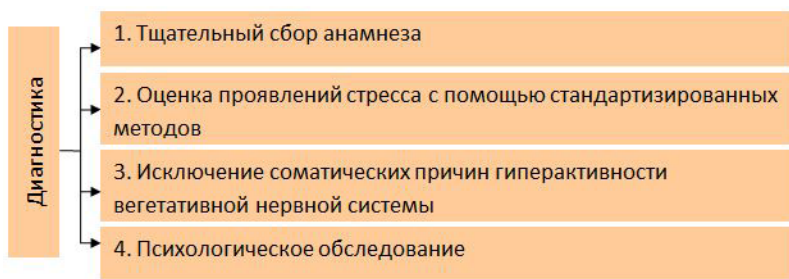 Диагностика
1. Тщательный сбор анамнеза
2. Оценка проявлений стресса с помощью стандартизированных
методов
3. Исключение соматических причин гиперактивности
вегетативной нервной системы
4. Психологическое обследование